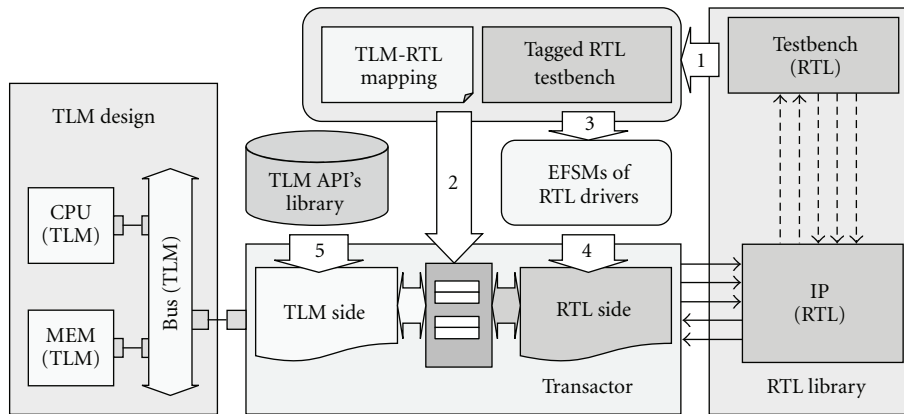 TLM-RTL
mapping
Tagged RTL
testbench
1
Testbench
(RTL)
TLM design
3
TLM API's
library
2
EFSMs of
RTL drivers
CPU
(TLM)
Bus (TLM)
5
4
TLM side
RTL side
IP
(RTL)
MEM
(TLM)
Transactor
RTL library